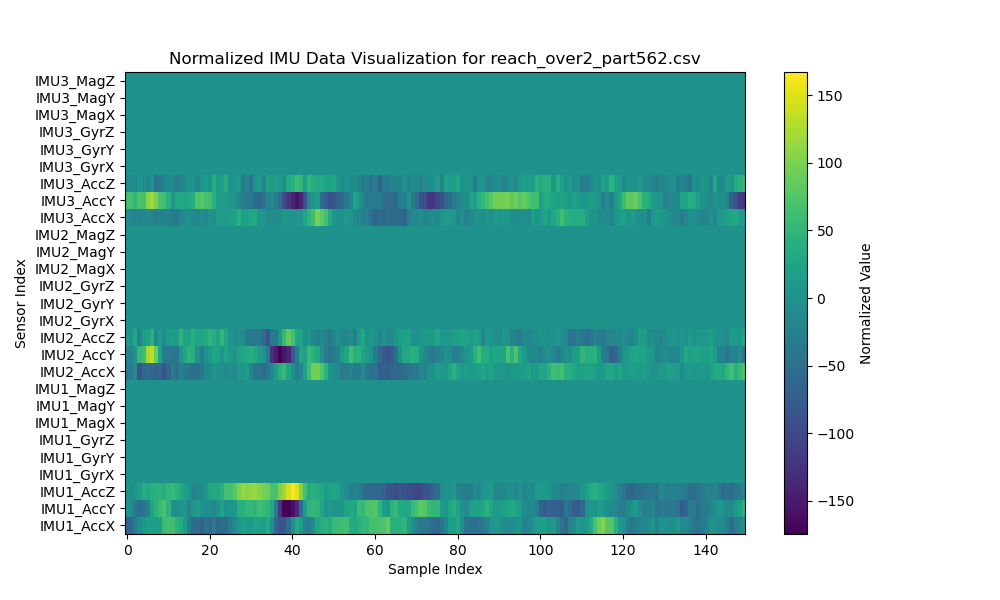 Normalized IMU Data Visualization for reach_over2_part562.csv
IMU3_MagZ
IMU3_MagY
IMU3_MagX
IMU3_GyrZ
IMU3_GyrY
IMU3_GyrX
IMU3_AccZ
IMU3_AccY
IMU3_AccX
IMU2_MagZ
IMU2_MagY
IMU2_MagX
IMU2_GyrZ
IMU2_GyrY
IMU2_GyrX
IMU2_AccZ
IMU2_AccY
IMU2_AccX
IMU1_MagZ
IMU1_MagY
IMU1_MagX
IMU1_GyrZ
IMU1_GyrY
IMU1_GyrX
IMU1_AccZ
IMU1_AccY
IMU1_AccX
Sensor Index
0 20 40 60 80 100 120 140
Sample Index
150
100
50
0
−50
−100
−150
Normalized Value